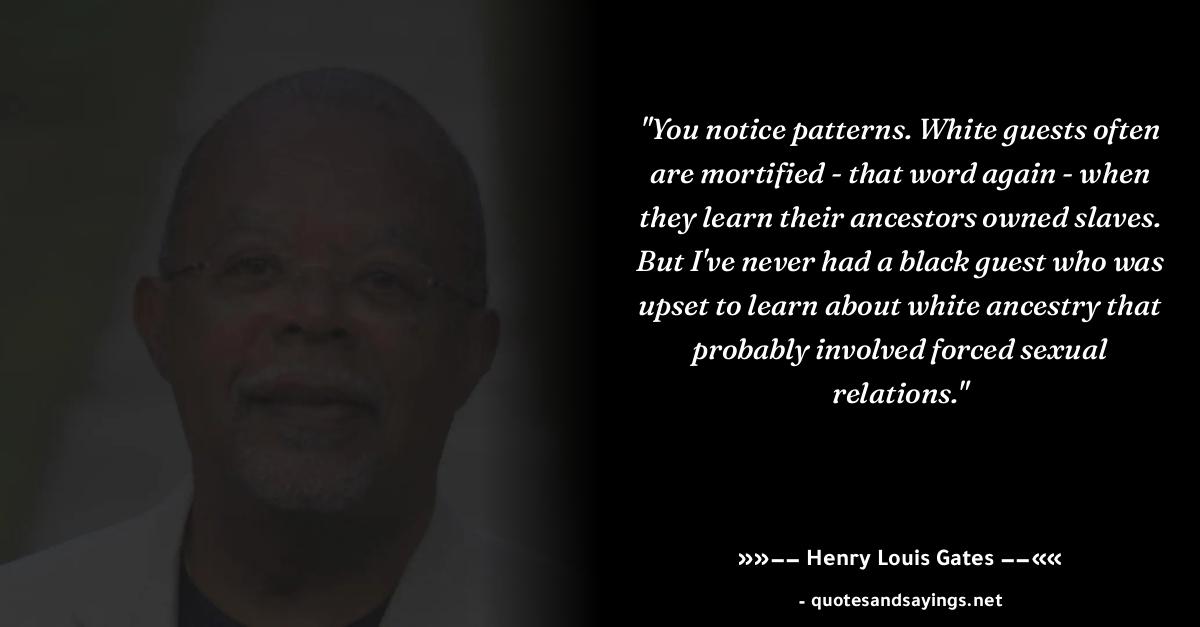 "You notice patterns. White guests often
are mortified - that word again - when
they learn their ancestors owned slaves.
But I've never had a black guest who was
upset to learn about white ancestry that
probably involved forced sexual
relations."
»»−− Henry Louis Gates −−««
- quotesandsayings.net